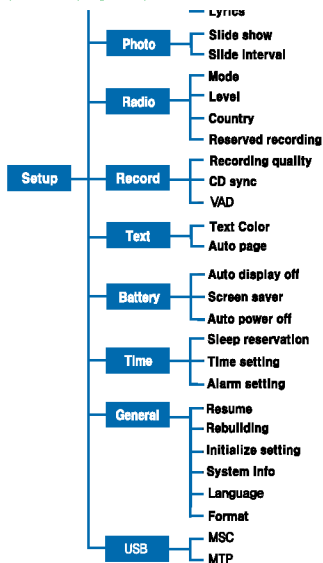 Lyrics
Photo
Slide show
Slide interval
Radio
Mode
Level
Country
Reserved recording
Setup
Record
Recording quality
CD sync
VAD
Text
Text Color
Auto page
Battery
Auto display off
Screen saver
Auto power off
Time
Sleep reservation
Time setting
Alarm setting
General
Resume
Rebuilding
Initialize setting
System Info
Language
Format
USB
MSC
MTP